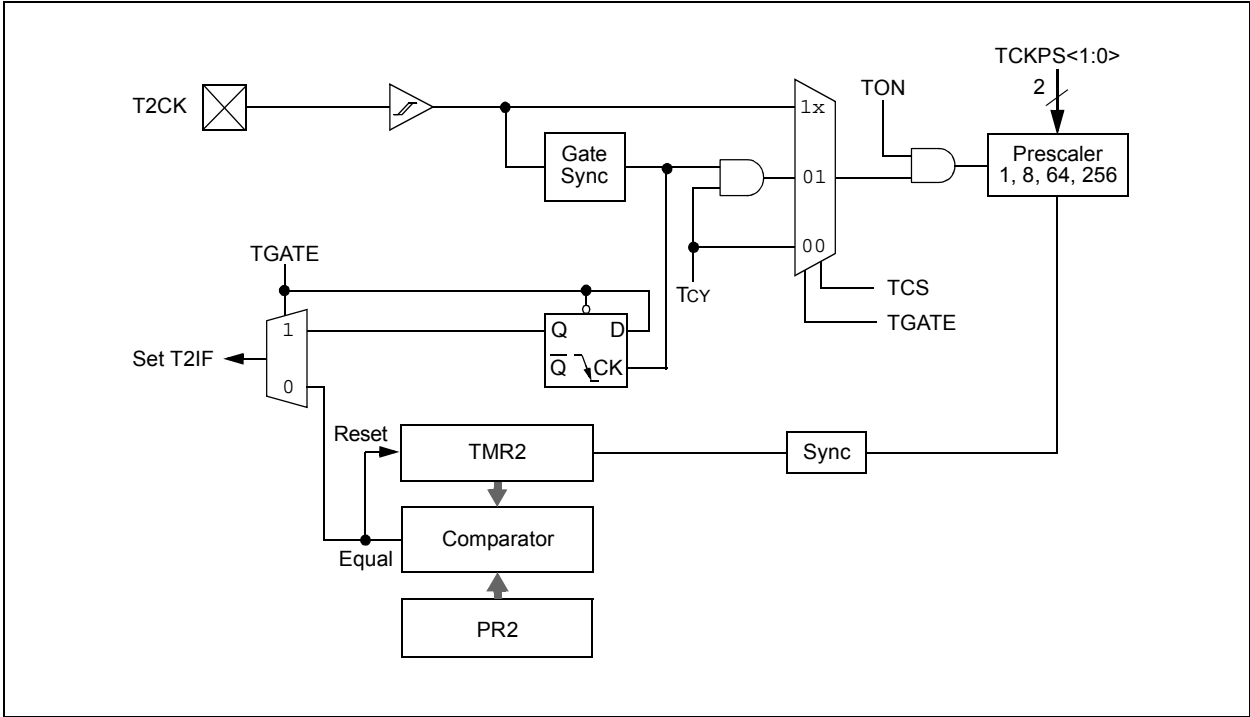 TCKPS<1:0>
2
TON
T2CK
1x
Gate
Sync
Prescaler
1, 8, 64, 256
01
TGATE
00
TCY
TCS
TGATE
1
Q
D
Set T2IF
Q
CK
0
Reset
TMR2
Sync
Comparator
Equal
PR2